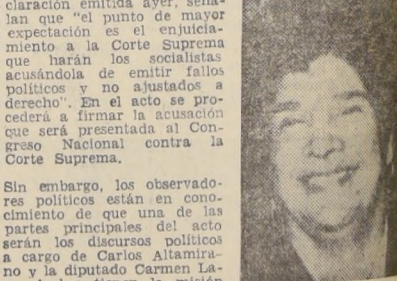 claración emitida ayer, seña-
lan que "el punto de mayor
expectación es el enjuicia-
miento a la Corte Suprema
que harán los socialistas
acusándola de emitir fallos
políticos y no ajustados a
derecho". En el acto se pro-
cederá a firmar la acusación
que será presentada al Con-
greso Nacional contra la
Corte Suprema.
Sin embargo, los observado-
res políticos están en cono-
cimiento de que una de las
partes principales del acto
serán los discursos políticos
a cargo de Carlos Altamira-
no y la diputado Carmen La-
tienen la misión